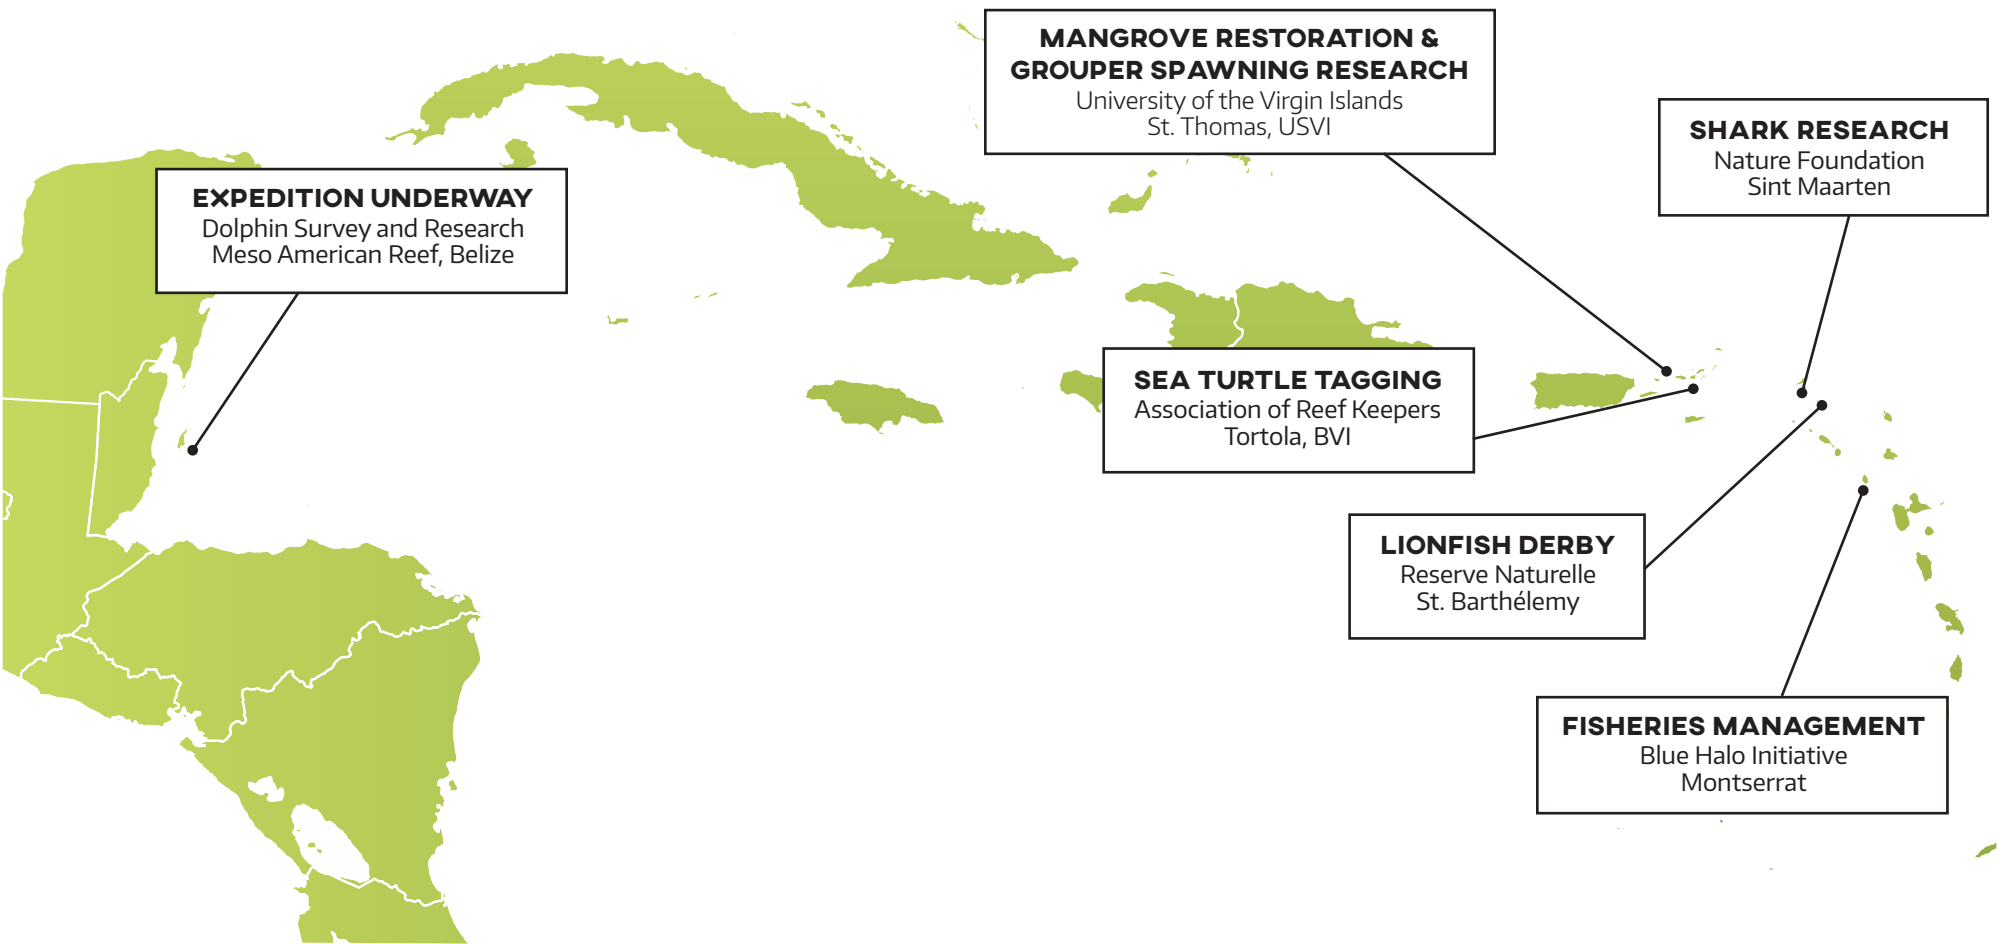 MANGROVE RESTORATION &
GROUPER SPAWNING RESEARCH
University of the Virgin Islands
St. Thomas, USVI
SHARK RESEARCH
Nature Foundation
Sint Maarten
EXPEDITION UNDERWAY
Dolphin Survey and Research
Meso American Reef, Belize
SEA TURTLE TAGGING
Association of Reef Keepers
Tortola, BVI
LIONFISH DERBY
Reserve Naturelle
St. Barthélemy
FISHERIES MANAGEMENT
Blue Halo Initiative
Montserrat